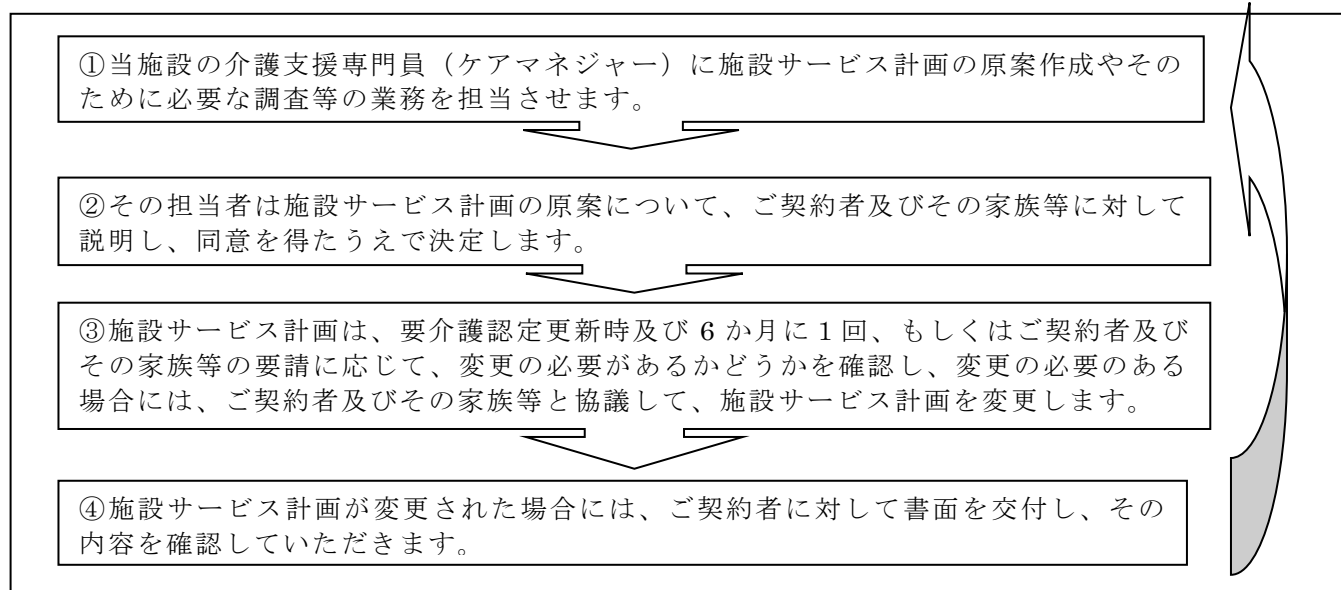 ①当施設の介護支援専門員（ケアマネジャー）に施設サービス計画の原案作成やその
ために必要な調査等の業務を担当させます。
②その担当者は施設サービス計画の原案について、ご契約者及びその家族等に対して
説明し、同意を得たうえで決定します。
③施設サービス計画は、要介護認定更新時及び 6 か月に 1 回、もしくはご契約者及び
その家族等の要請に応じて、変更の必要があるかどうかを確認し、変更の必要のある
場合には、ご契約者及びその家族等と協議して、施設サービス計画を変更します。
④施設サービス計画が変更された場合には、ご契約者に対して書面を交付し、その
内容を確認していただきます。